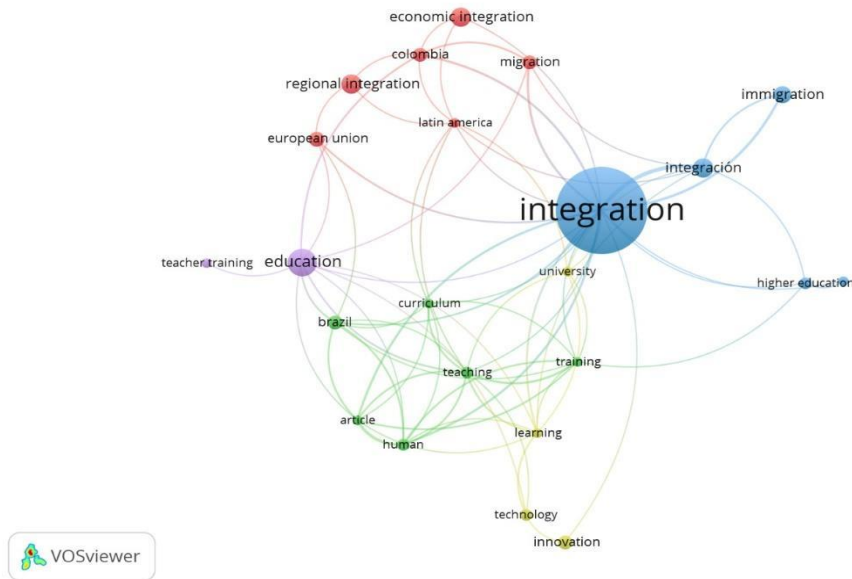 economic integration
colombia
migration
regional integration
immigration
latin america
european union
integración
integration
teacher training
education
university
higher education
curriculum
brazil
training
teaching
article
human
learning
technology
innovation
VOSviewer